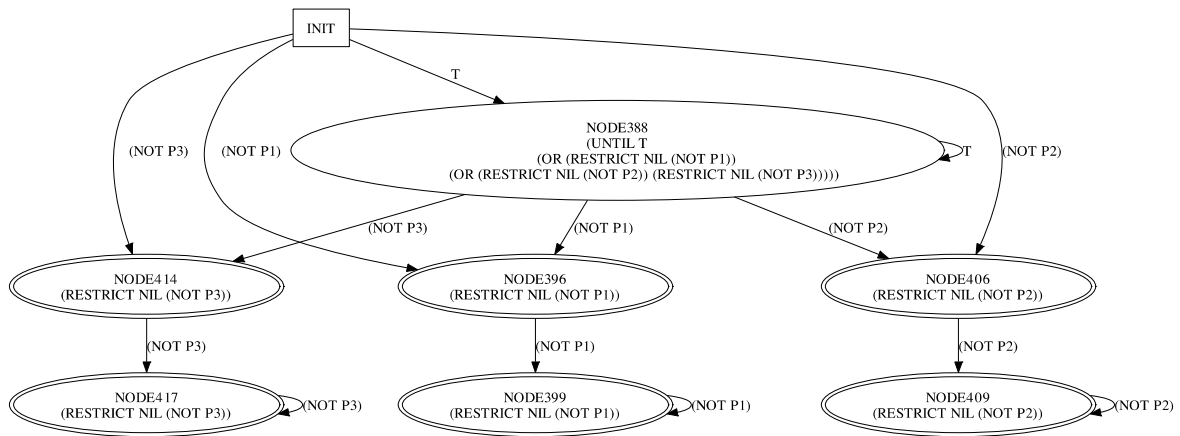 INIT
T
(NOT P3)
(NOT P1)
(NOT P2)
NODE388
(UNTIL T
(OR (RESTRICT NIL (NOT P1))
(OR (RESTRICT NIL (NOT P2)) (RESTRICT NIL (NOT P3)))))
T
(NOT P3)
(NOT P1)
(NOT P2)
NODE414
(RESTRICT NIL (NOT P3))
NODE396
(RESTRICT NIL (NOT P1))
NODE406
(RESTRICT NIL (NOT P2))
(NOT P3)
(NOT P1)
(NOT P2)
NODE417
(RESTRICT NIL (NOT P3))
(NOT P3)
NODE399
(RESTRICT NIL (NOT P1))
(NOT P1)
NODE409
(RESTRICT NIL (NOT P2))
(NOT P2)